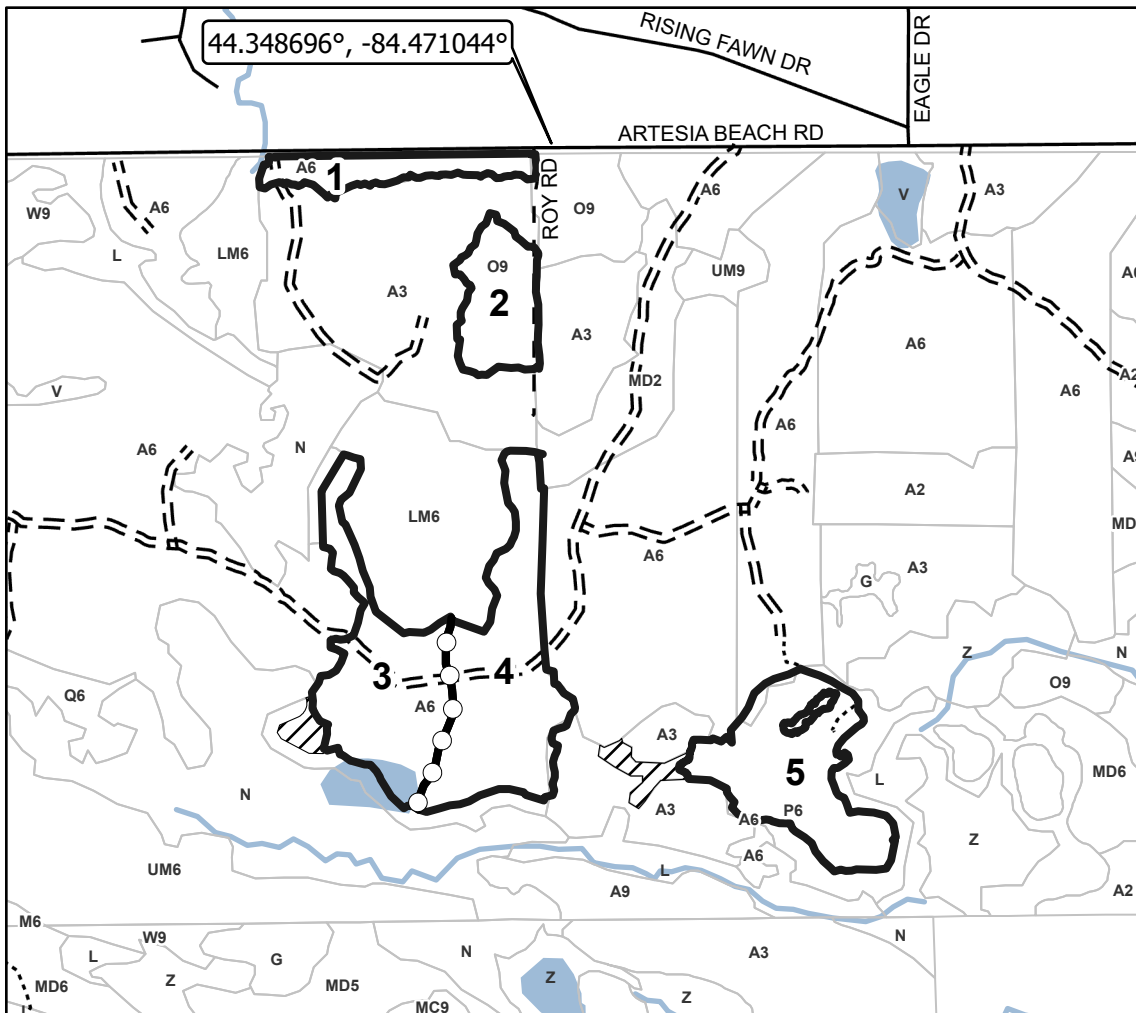 44.348696°, -84.471044°
RISING FAWN DR
EAGLE DR
ARTESIA BEACH RD
ROY RD
A6
1
W9
A6
L
LM6
O9
A6
V
A3
O9
2
A3
UM9
A3
MD2
A6
A6
A2
A6
V
A6
N
A6
A9
LM6
A2
MD
A6
A3
G
Z
N
O9
Q6
3
4
A6
A3
5
L
MD6
N
A3
A6
P6
Z
UM6
A6
L
A9
A2
M6
W9
L
Z
G
N
A3
N
MD6
MD5
MC9
Z
Z